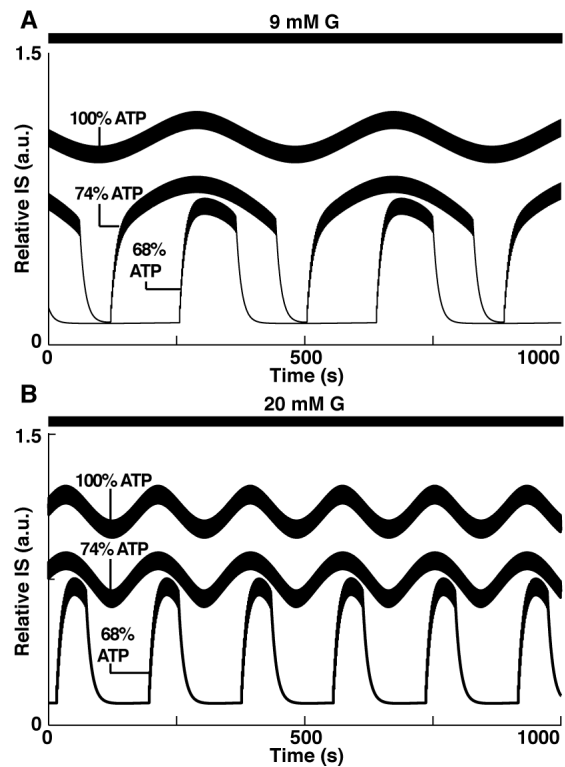 A
9 mM G
1.5
100% ATP
74% ATP
68%
ATP
Relative IS (a.u.)
0
0
500
1000
Time (s)
B
20 mM G
1.5
100% ATP
74% ATP
68%
ATP
Relative IS (a.u.)
0
0
500
1000
Time (s)